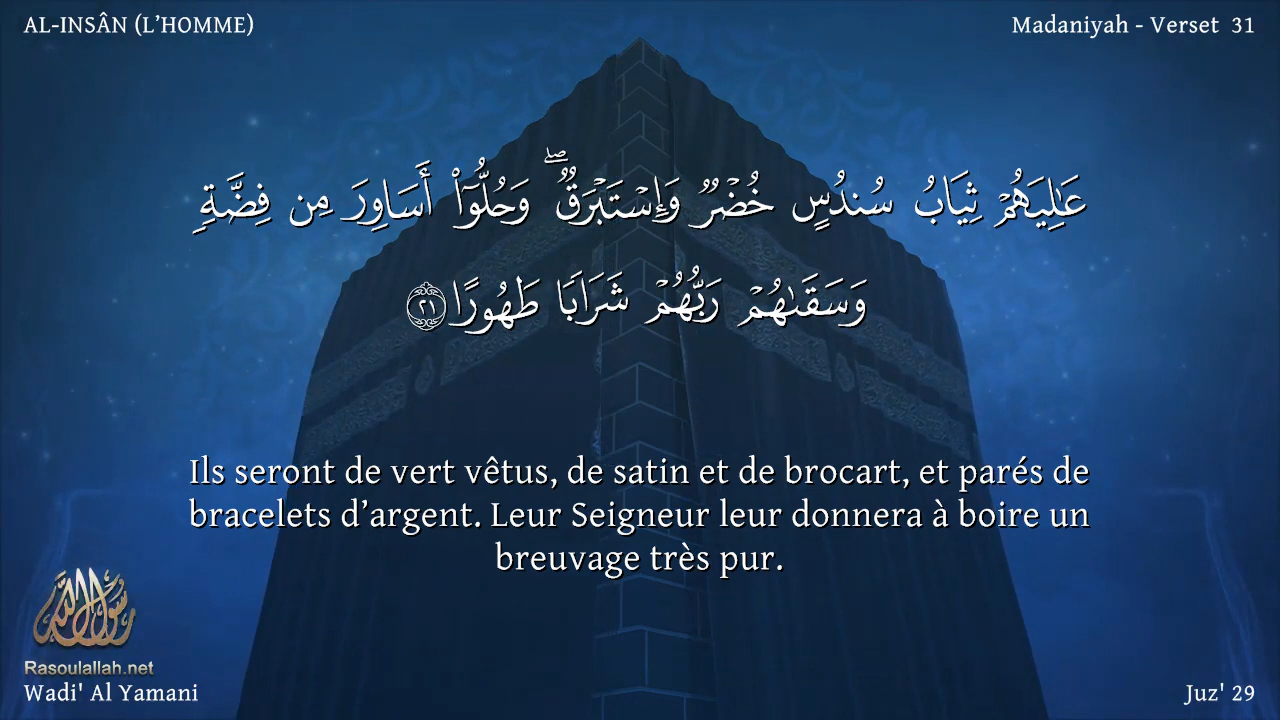 AL-INSÂN (L’HOMME)
Madaniyah - Verset 31
عَٰلِيَهُمْ ثِيَابُ سُندُسٍ خُضْرٌ وَإِسْتَبْرَقٌ ۖ وَحُلُّوٓا۟ أَسَاوِرَ مِن فِضَّةٍ
وَسَقَىٰهُمْ رَبُّهُمْ شَرَابًا طَهُورًا ٢١
Ils seront de vert vêtus, de satin et de brocart, et parés de
bracelets d’argent. Leur Seigneur leur donnera à boire un
breuvage très pur.
رسول الله
Rasoulallah.net
Wadi' Al Yamani
Juz' 29